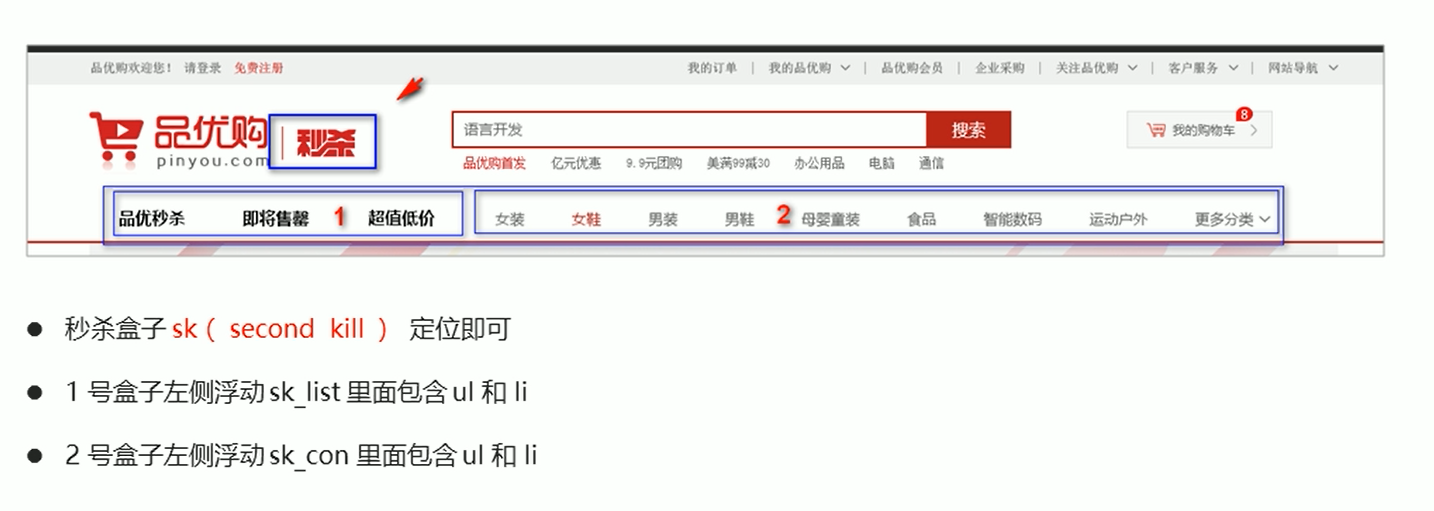 品优购欢迎您! 请登录 免费注册 我的订单 | 我的品优购 | 品优购会员 | 企业采购 | 关注品优购 | 客户服务 | 网站导航
品优购 秒杀
pinyou.com
语言开发 搜索
8
我的购物车
品优购首发 亿元优惠 9.9元团购 美满99减30 办公用品 电脑 通信
品优秒杀 即将售罄 1 超值低价 女装 女鞋 男装 男鞋 2 母婴童装 食品 智能数码 运动户外 更多分类
● 秒杀盒子 sk( second kill ) 定位即可
● 1 号盒子左侧浮动 sk_list 里面包含 ul 和 li
● 2 号盒子左侧浮动 sk_con 里面包含 ul 和 li